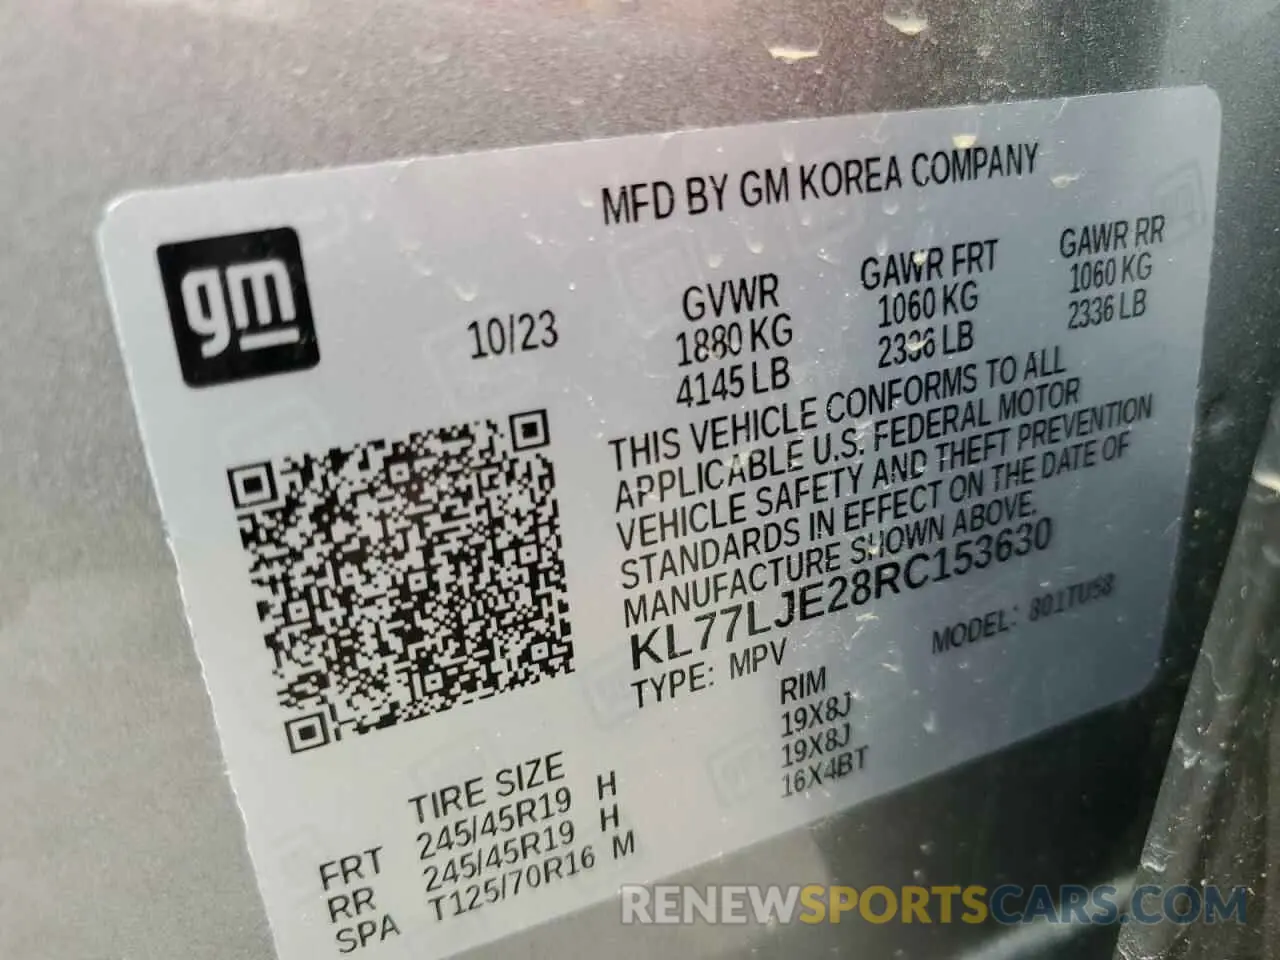 MFD BY GM KOREA COMPANY
gm
10/23
GVWR GAWR FRT GAWR RR
1880 KG 1060 KG 1060 KG
4145 LB 2336 LB 2336 LB
THIS VEHICLE CONFORMS TO ALL
APPLICABLE U.S. FEDERAL MOTOR
VEHICLE SAFETY AND THEFT PREVENTION
STANDARDS IN EFFECT ON THE DATE OF
MANUFACTURE SHOWN ABOVE.
KL77LJE28RC153630
TYPE: MPV MODEL: 801TU58
TIRE SIZE RIM
FRT 245/45R19 H 19X8J
RR 245/45R19 H 19X8J
SPA T125/70R16 M 16X4BT
RENEWSPORTSCARS.COM